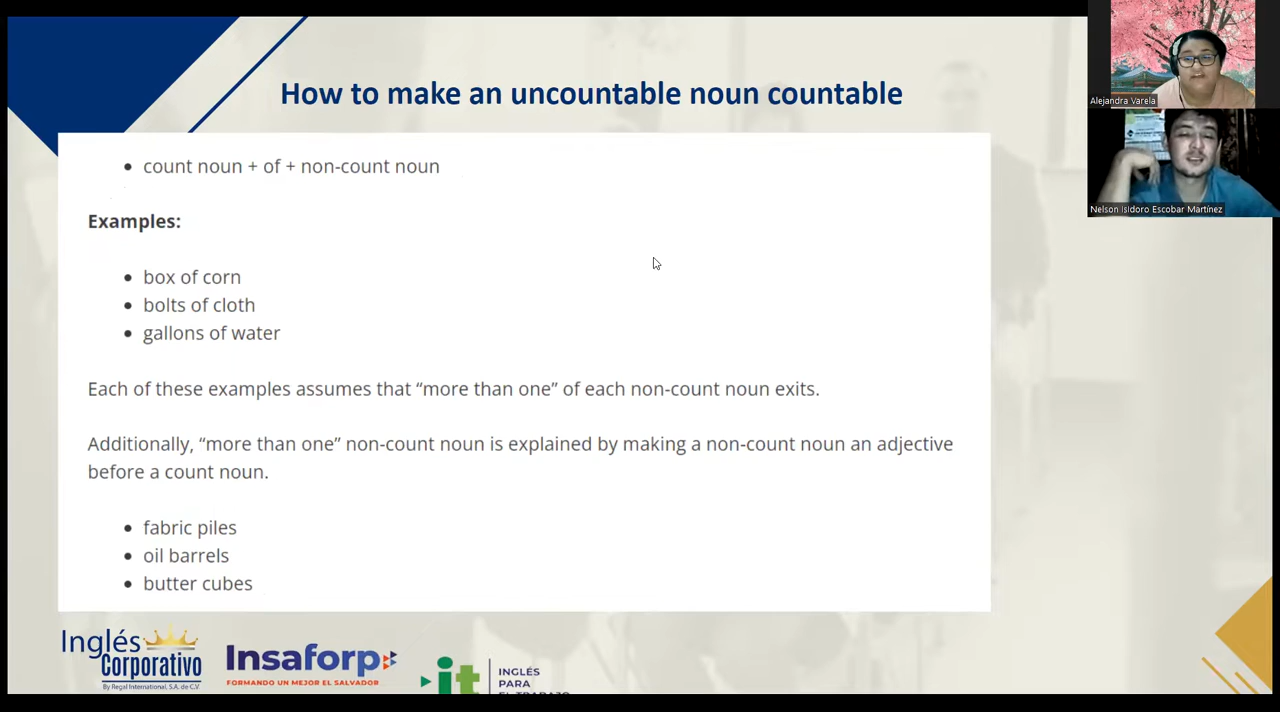 How to make an uncountable noun countable
count noun + of + non-count noun
Examples:
box of corn
bolts of cloth
gallons of water
Each of these examples assumes that “more than one” of each non-count noun exits.
Additionally, “more than one” non-count noun is explained by making a non-count noun an adjective
before a count noun.
fabric piles
oil barrels
butter cubes
Alejandra Varela
Nelson Isidoro Escobar Martínez
Inglés
Corporativo
By Regal International, S.A. de C.V.
Insaforp
FORMANDO UN MEJOR EL SALVADOR
it
INGLÉS
PARA